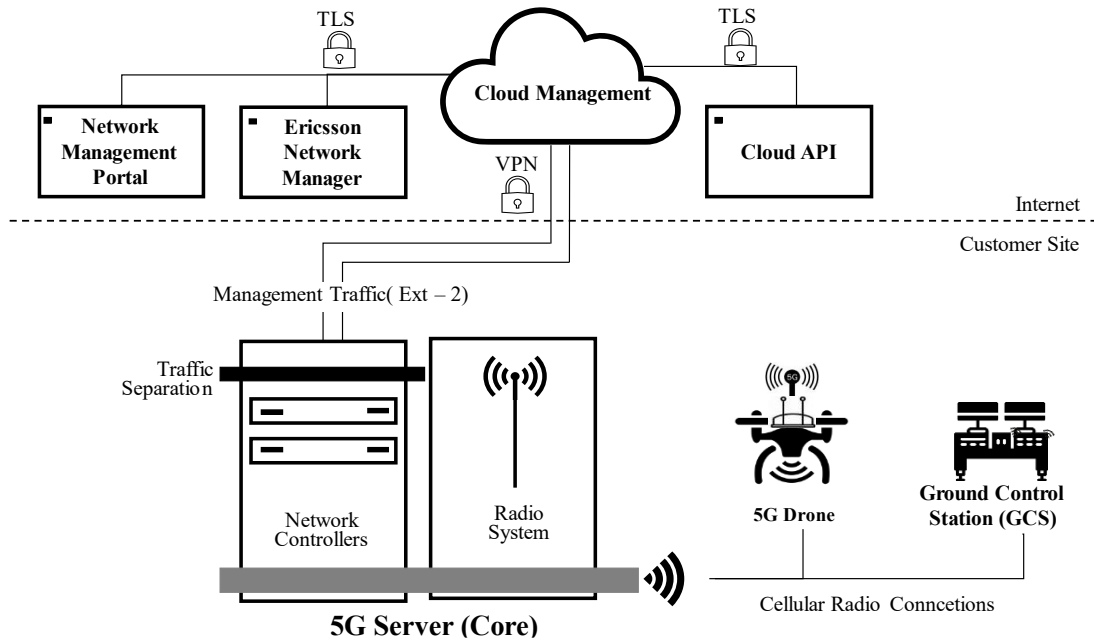 TLS
TLS
Cloud Management
Network
Management
Portal
Ericsson
Network
Manager
Cloud API
VPN
Internet
Customer Site
Management Traffic( Ext – 2)
Traffic
Separation
5G
Network
Controllers
Radio
System
5G Drone
Ground Control
Station (GCS)
Cellular Radio Conncetions
5G Server (Core)